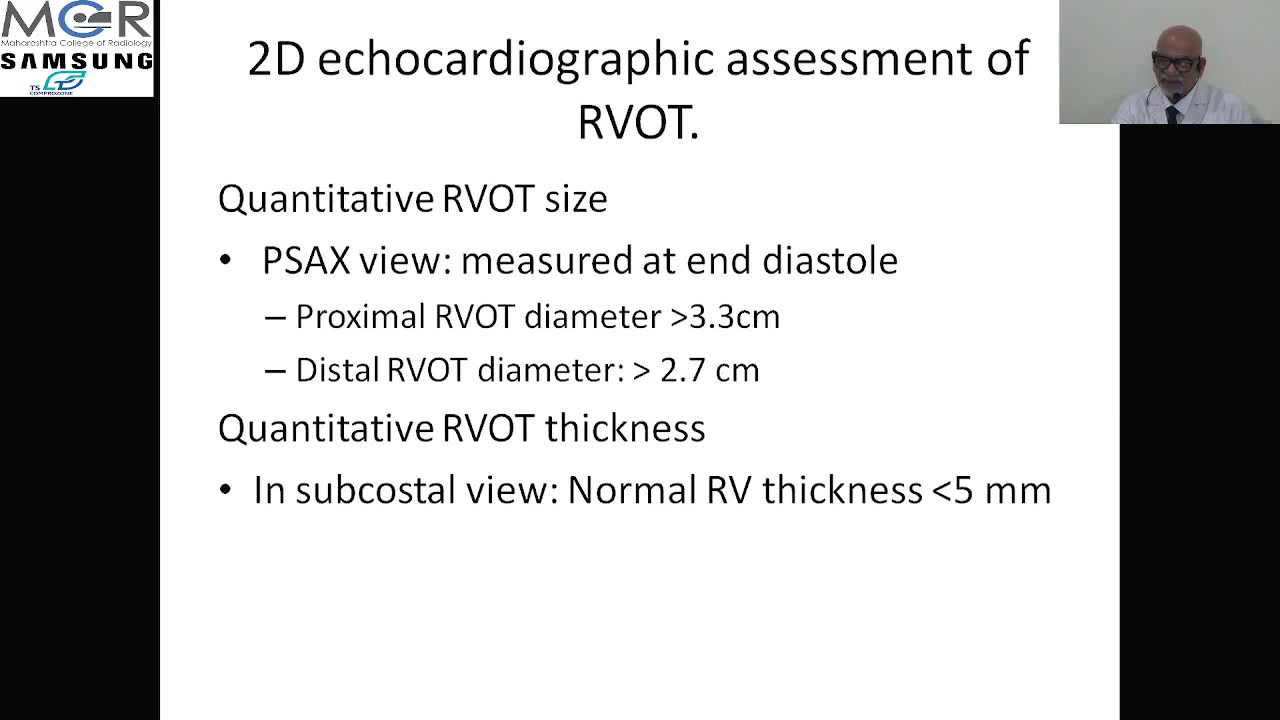 MCR
Maharashtra College of Radiology
SAMSUNG
TS
COMPROZONE
2D echocardiographic assessment of
RVOT.
Quantitative RVOT size
• PSAX view: measured at end diastole
– Proximal RVOT diameter >3.3cm
– Distal RVOT diameter: > 2.7 cm
Quantitative RVOT thickness
• In subcostal view: Normal RV thickness <5 mm